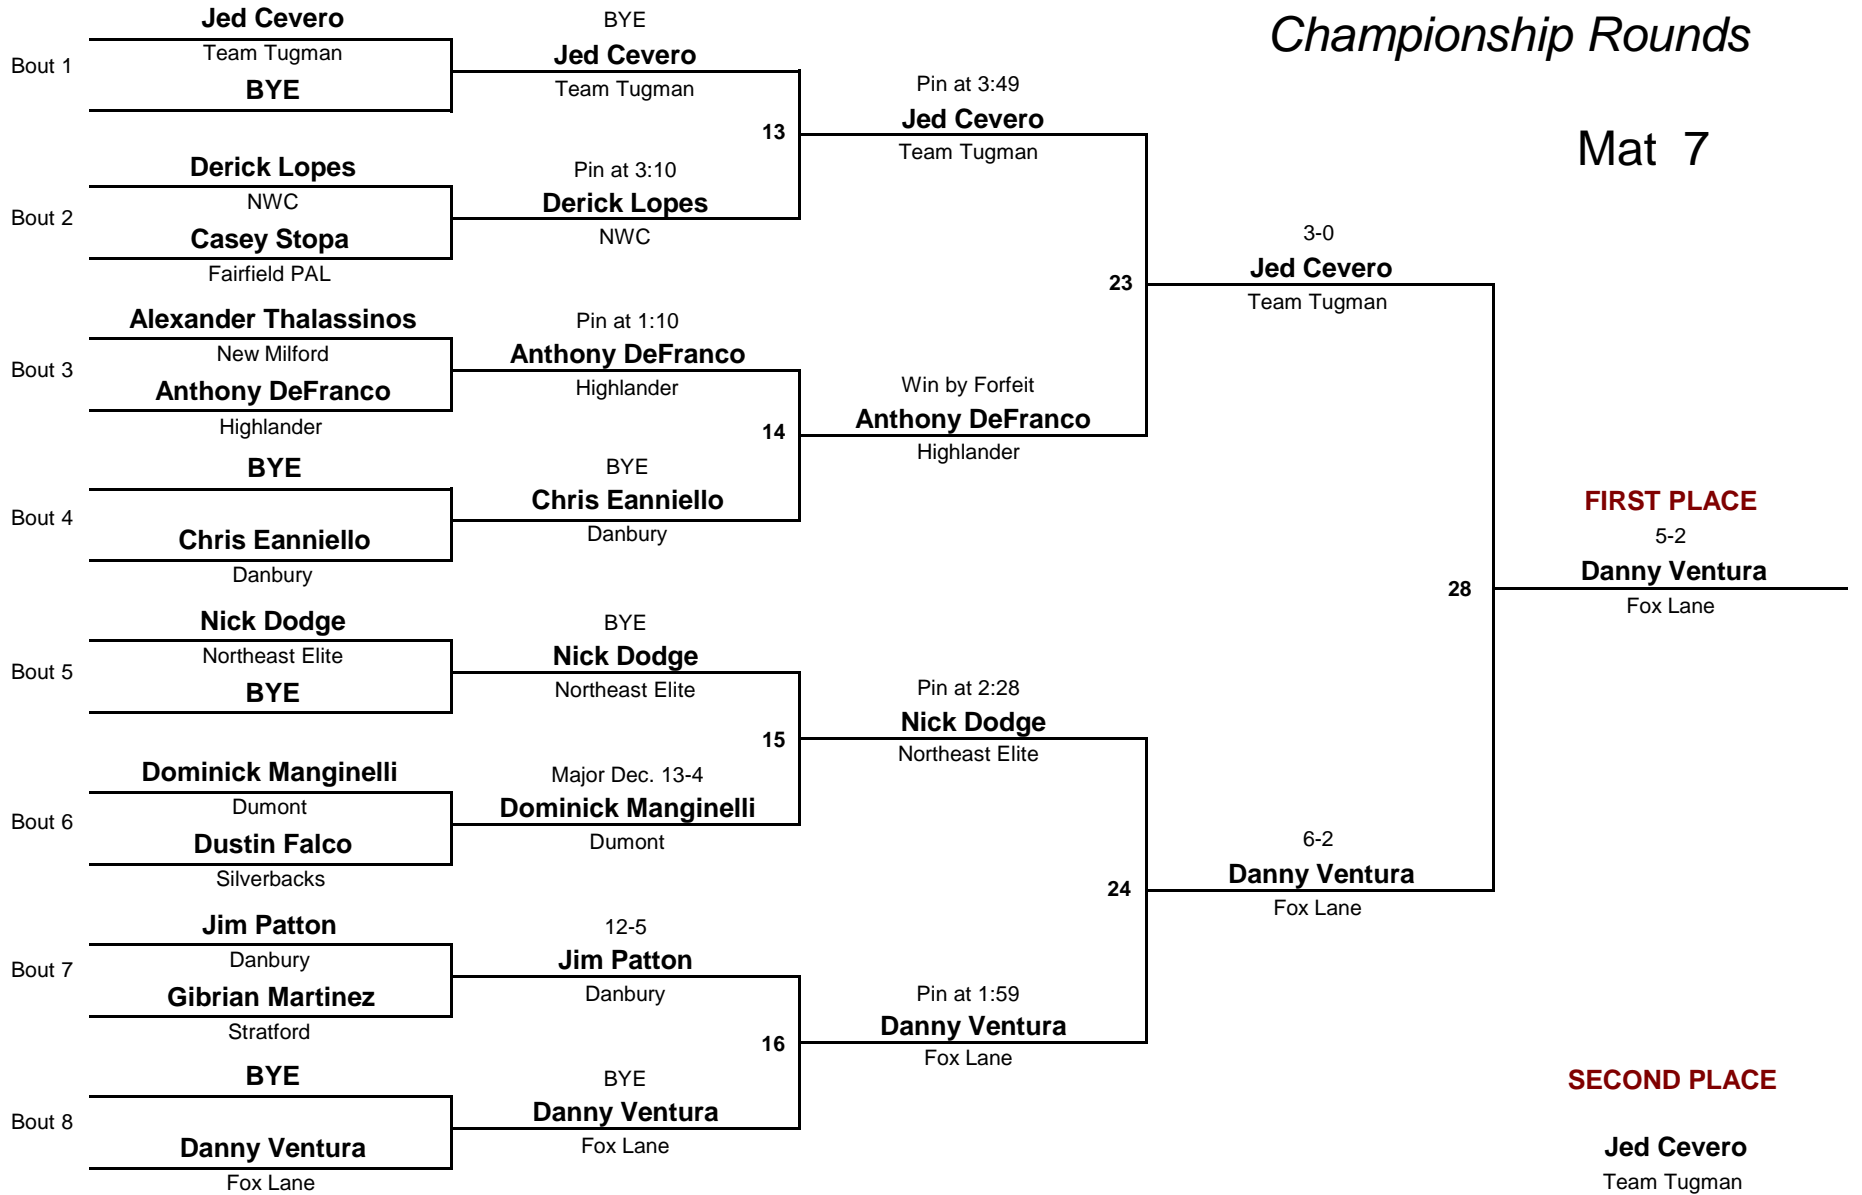 Championship Rounds
Mat 7
Bout 1
Jed Cevero
Team Tugman
BYE
Bout 2
Derick Lopes
NWC
Casey Stopa
Fairfield PAL
Bout 3
Alexander Thalassinos
New Milford
Anthony DeFranco
Highlander
Bout 4
BYE
Chris Eanniello
Danbury
Bout 5
Nick Dodge
Northeast Elite
BYE
Bout 6
Dominick Manginelli
Dumont
Dustin Falco
Silverbacks
Bout 7
Jim Patton
Danbury
Gibrian Martinez
Stratford
Bout 8
BYE
Danny Ventura
Fox Lane
BYE
Jed Cevero
Team Tugman
13
Pin at 3:10
Derick Lopes
NWC
Pin at 1:10
Anthony DeFranco
Highlander
14
BYE
Chris Eanniello
Danbury
BYE
Nick Dodge
Northeast Elite
15
Major Dec. 13-4
Dominick Manginelli
Dumont
12-5
Jim Patton
Danbury
16
BYE
Danny Ventura
Fox Lane
Pin at 3:49
Jed Cevero
Team Tugman
23
Win by Forfeit
Anthony DeFranco
Highlander
Pin at 2:28
Nick Dodge
Northeast Elite
24
Pin at 1:59
Danny Ventura
Fox Lane
3-0
Jed Cevero
Team Tugman
28
6-2
Danny Ventura
Fox Lane
FIRST PLACE
5-2
Danny Ventura
Fox Lane
SECOND PLACE
Jed Cevero
Team Tugman